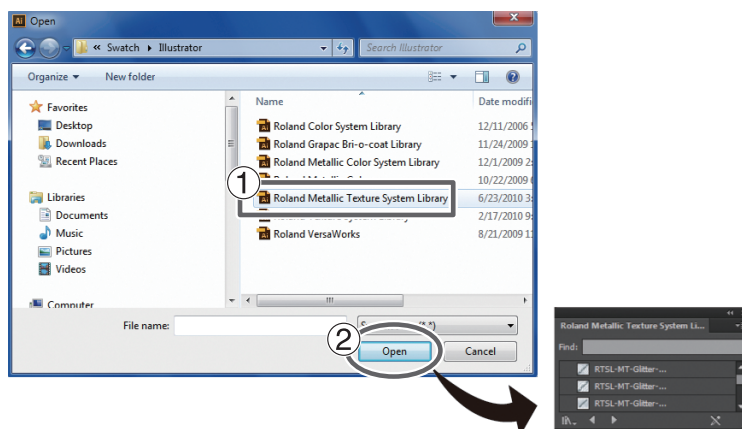 Ai Open
« Swatch ▸ Illustrator
Search Illustrator
Organize New folder
Name Date modifi
Favorites
Desktop
Downloads
Recent Places
Libraries
Documents
Music
Pictures
Videos
Computer
Roland Color System Library 12/11/2006
Roland Grapac Bri-o-coat Library 11/24/2009
Roland Metallic Color System Library 12/1/2009 2:
10/22/2009
1
Roland Metallic Texture System Library 6/23/2010 3:
2/17/2010 9:
Roland VersaWorks 8/21/2009 1
File name:
2
Open Cancel
Roland Metallic Texture System Li...
Find:
RTSL-MT-Glitter-...
RTSL-MT-Glitter-...
RTSL-MT-Glitter-...